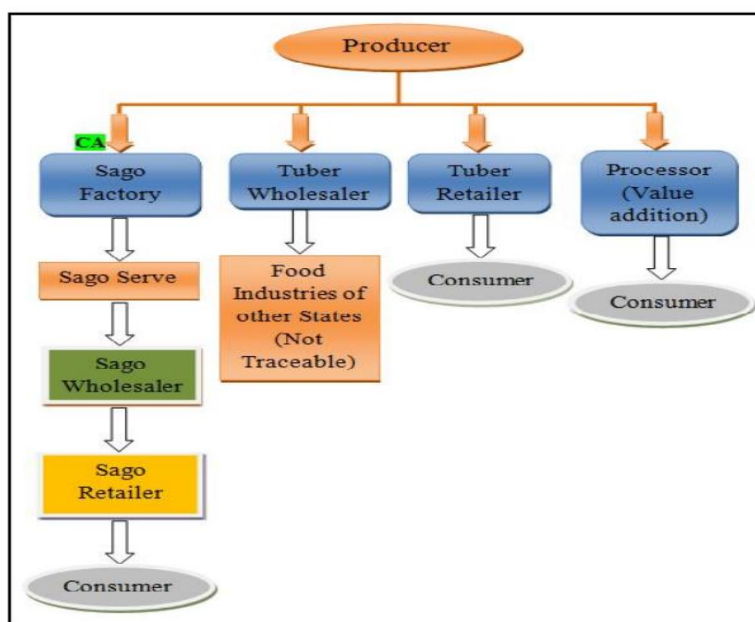 Producer
CA
Sago
Factory
Tuber
Wholesaler
Tuber
Retailer
Processor
(Value
addition)
Sago Serve
Food
Industries of
other States
(Not
Traceable)
Consumer
Consumer
Sago
Wholesaler
Sago
Retailer
Consumer